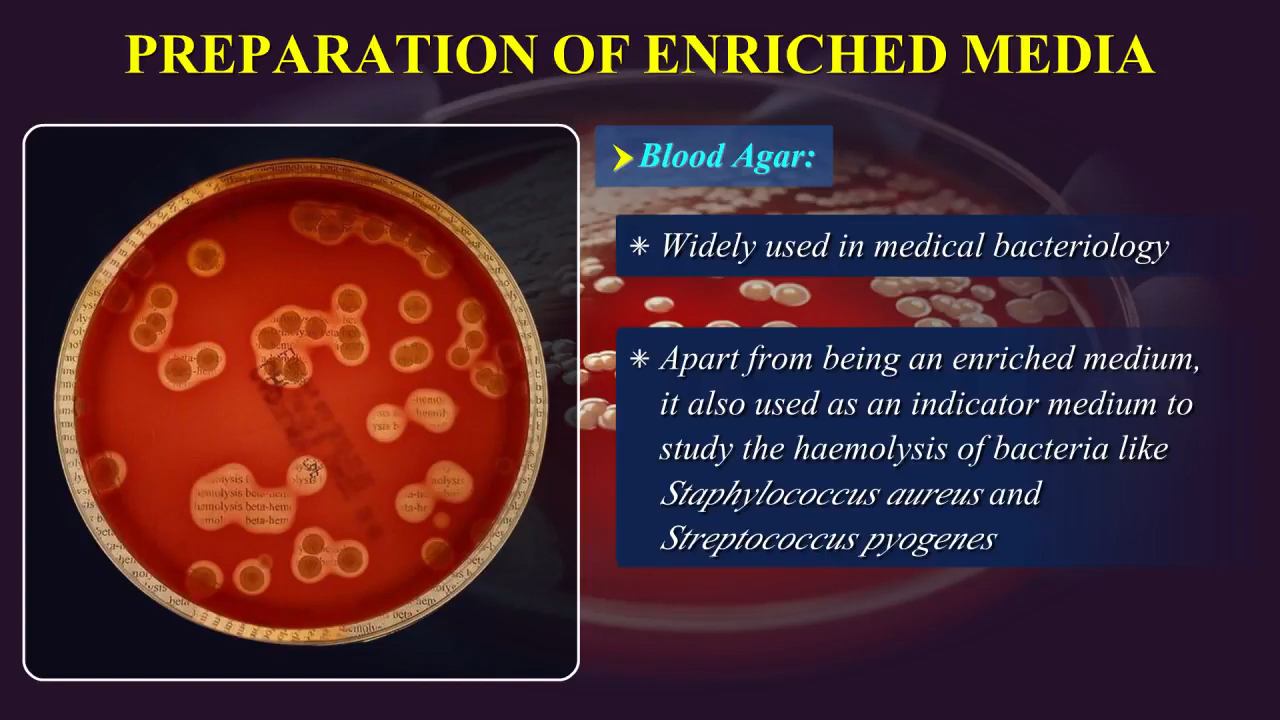 PREPARATION OF ENRICHED MEDIA
Blood Agar:
Widely used in medical bacteriology
Apart from being an enriched medium,
it also used as an indicator medium to
study the haemolysis of bacteria like
Staphylococcus aureus and
Streptococcus pyogenes